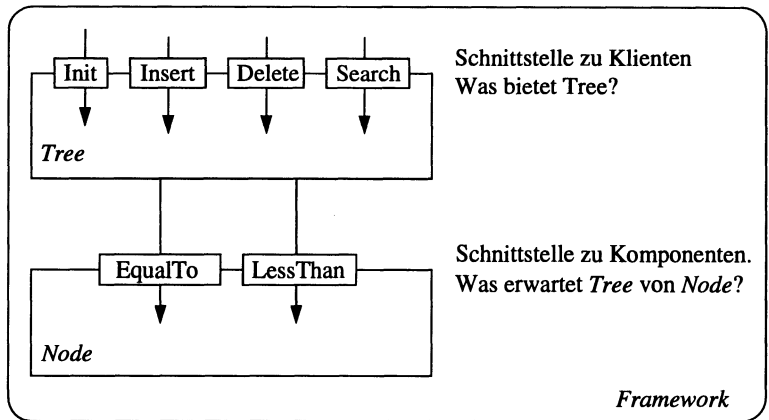 Init Insert Delete Search
Schnittstelle zu Klienten
Was bietet Tree?
Tree
EqualTo LessThan
Schnittstelle zu Komponenten.
Was erwartet Tree von Node?
Node
Framework